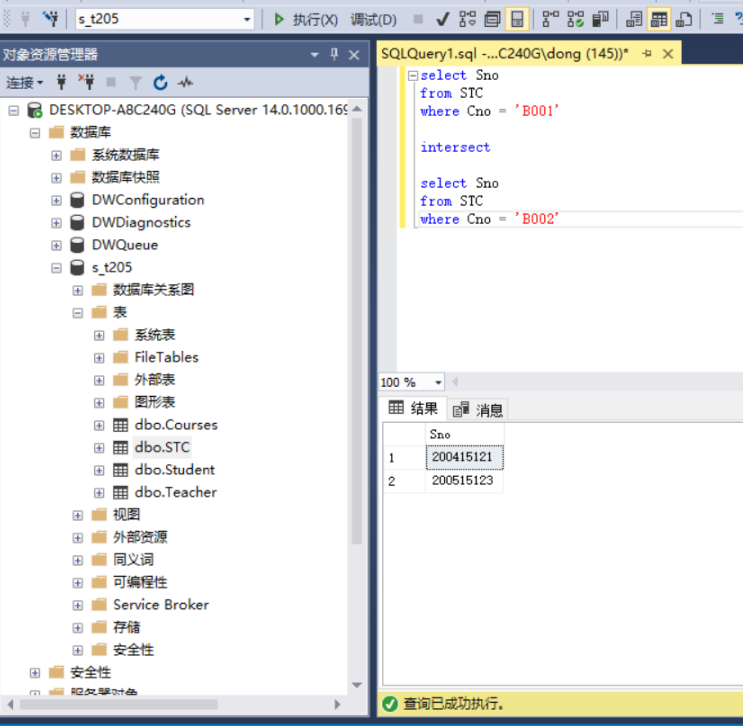 s_t205 执行(X) 调试(D)
对象资源管理器
连接
DESKTOP-A8C240G (SQL Server 14.0.1000.169
数据库
系统数据库
数据库快照
DWConfiguration
DWDiagnostics
DWQueue
s_t205
数据库关系图
表
系统表
FileTables
外部表
图形表
dbo.Courses
dbo.STC
dbo.Student
dbo.Teacher
视图
外部资源
同义词
可编程性
Service Broker
存储
安全性
安全性
服务器对象
SQLQuery1.sql -...C240G\dong (145))*
select Sno
from STC
where Cno = 'B001'
intersect
select Sno
from STC
where Cno = 'B002'
100 %
结果 消息
Sno
1 200415121
2 200515123
查询已成功执行。